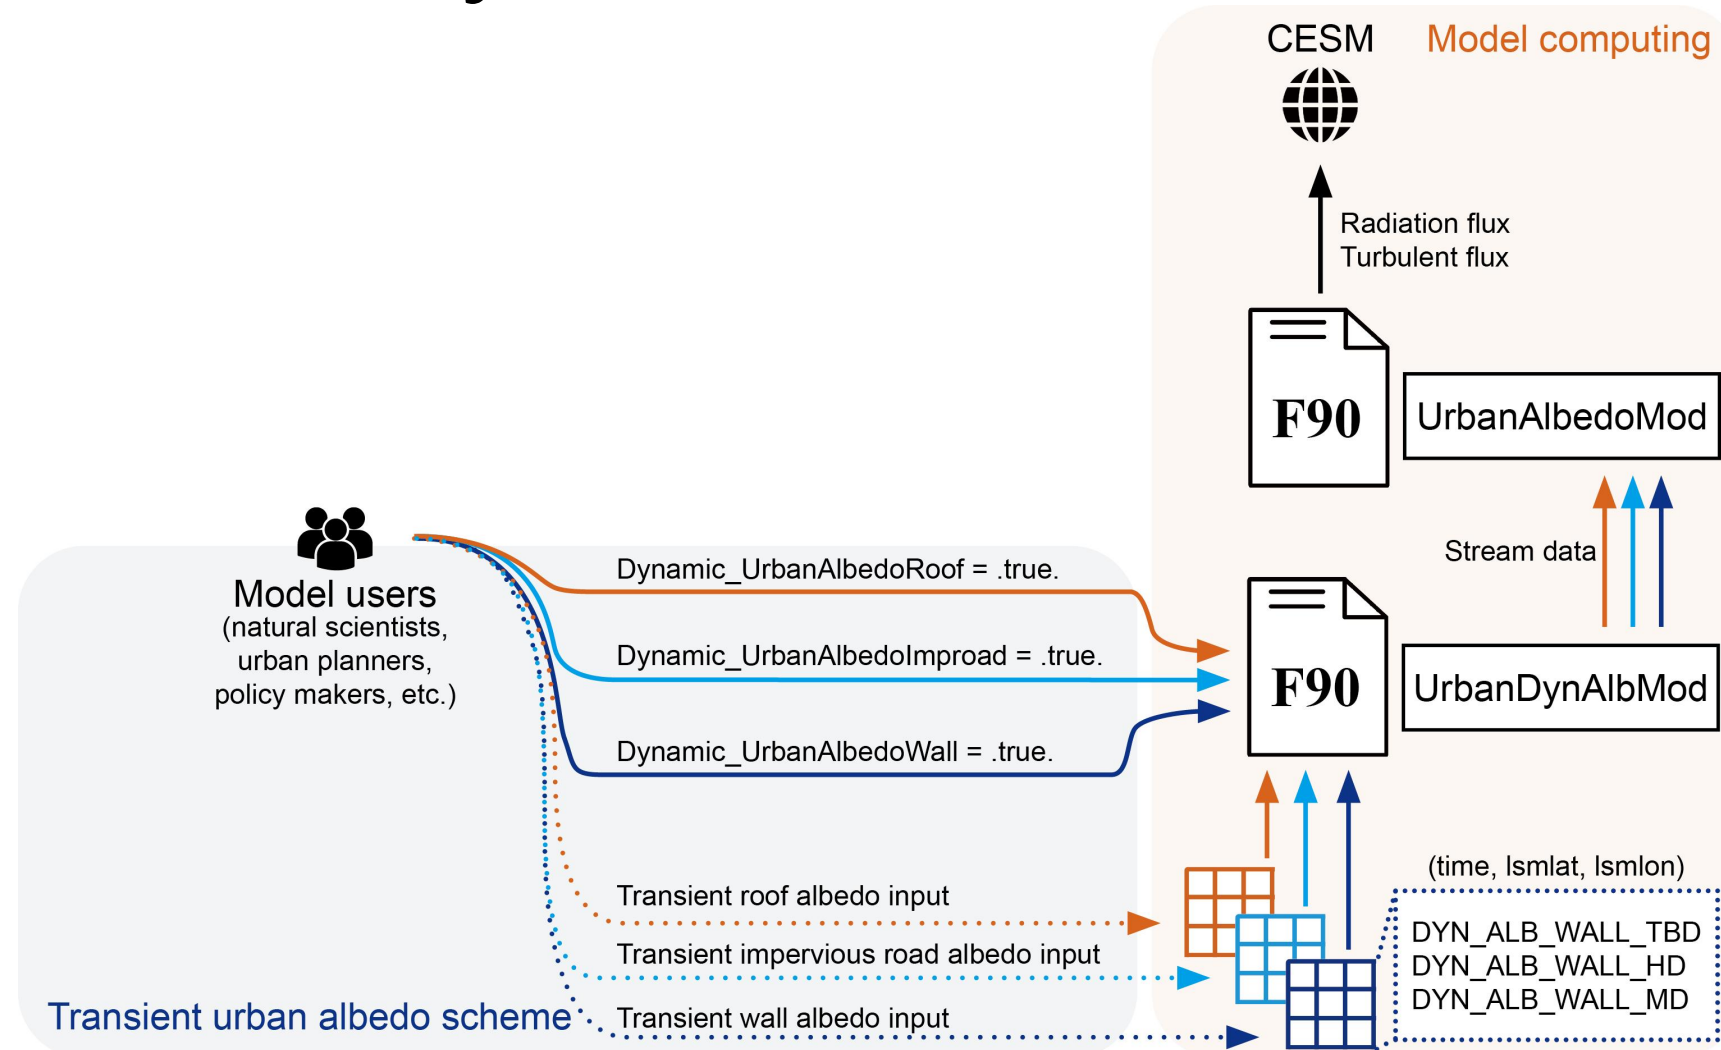 CESM
Model computing
Radiation flux
Turbulent flux
F90
UrbanAlbedoMod
Stream data
Model users
(natural scientists,
urban planners,
policy makers, etc.)
Dynamic_UrbanAlbedoRoof = .true.
Dynamic_UrbanAlbedoImproad = .true.
Dynamic_UrbanAlbedoWall = .true.
F90
UrbanDynAlbMod
Transient roof albedo input
Transient impervious road albedo input
Transient wall albedo input
(time, lsmlat, lsmlon)
DYN_ALB_WALL_TBD
DYN_ALB_WALL_HD
DYN_ALB_WALL_MD
Transient urban albedo scheme